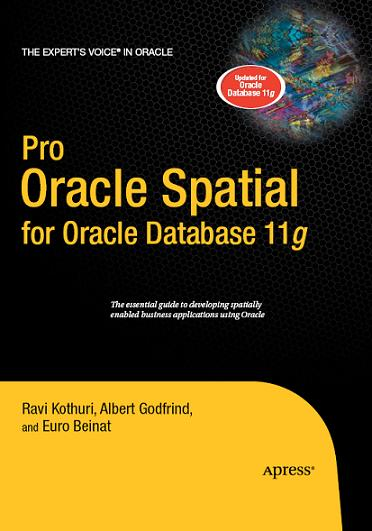 THE EXPERT'S VOICE® IN ORACLE
Updated for
Oracle
Database 11g
Pro
Oracle Spatial
for Oracle Database 11g
The essential guide to developing spatially
enabled business applications using Oracle
Ravi Kothuri, Albert Godfrind,
and Euro Beinat
Apress®